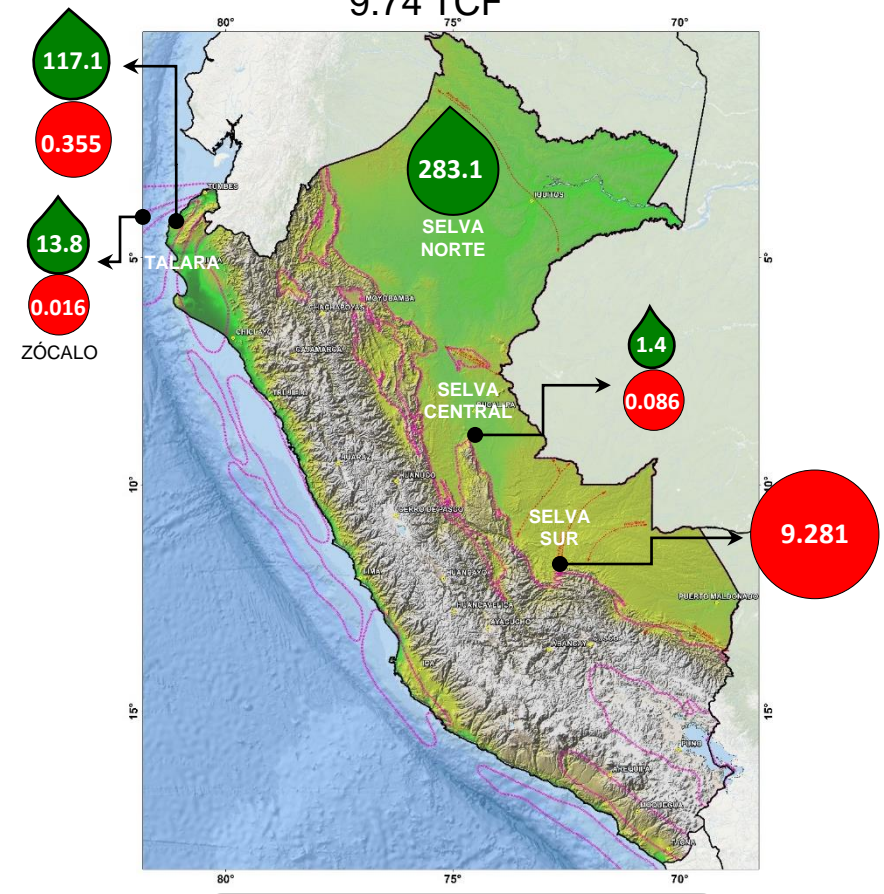 9.74 TCF
80°
75°
70°
117.1
0.355
13.8
0.016
ZÓCALO
TUMBES
TALARA
5°
5°
283.1
SELVA
NORTE
IQUITOS
MOYOBAMBA
CHACHAPOYAS
CHICLAYO
CAJAMARCA
TRUJILLO
1.4
0.086
SELVA
CENTRAL
HUARAZ
10°
10°
HUANUCO
CERRO DE PASCO
SELVA
SUR
9.281
LIMA
HUANCAYO
PUERTO MALDONADO
HUANCAVELICA
AYACUCHO
ABANCAY
ICA
15°
15°
PUNO
AREQUIPA
MOQUEGUA
TACNA
80°
75°
70°